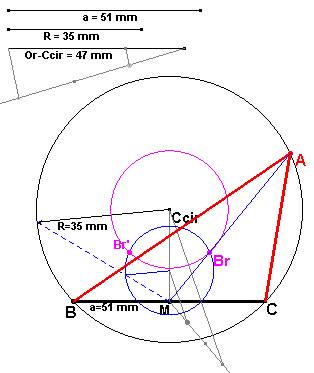 a = 51 mm
R = 35 mm
Or-Ccir = 47 mm
A
R=35 mm
Ccir
Br'
Br
B
a=51 mm
M
C